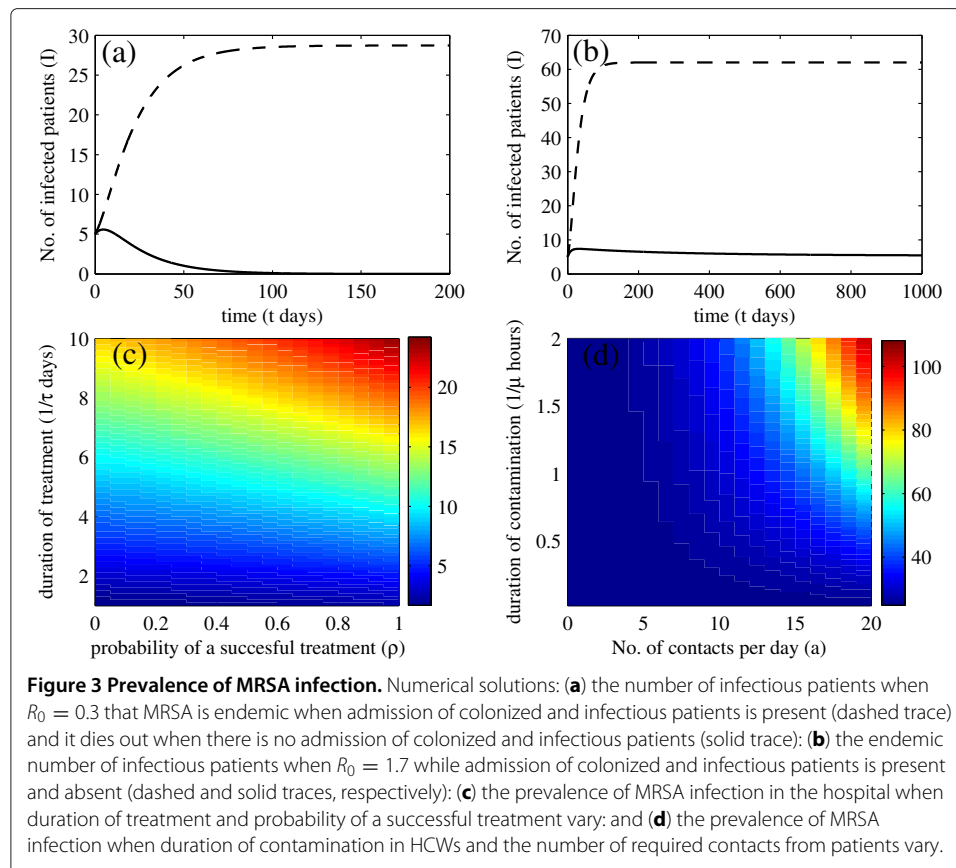 (a)
No. of infected patients (I)
30
25
20
15
10
5
0
0 50 100 150 200
time (t days)
(b)
No. of infected patients (I)
70
60
50
40
30
20
10
0
0 200 400 600 800 1000
time (t days)
(c)
duration of treatment (1/τ days)
10
8
6
4
2
0 0.2 0.4 0.6 0.8 1
probability of a succesful treatment (ρ)
20
15
10
5
(d)
duration of contamination (1/μ hours)
2
1.5
1
0.5
0 5 10 15 20
No. of contacts per day (a)
100
80
60
40
Figure 3 Prevalence of MRSA infection. Numerical solutions: (a) the number of infectious patients when
R₀ = 0.3 that MRSA is endemic when admission of colonized and infectious patients is present (dashed trace)
and it dies out when there is no admission of colonized and infectious patients (solid trace): (b) the endemic
number of infectious patients when R₀ = 1.7 while admission of colonized and infectious patients is present
and absent (dashed and solid traces, respectively): (c) the prevalence of MRSA infection in the hospital when
duration of treatment and probability of a successful treatment vary: and (d) the prevalence of MRSA
infection when duration of contamination in HCWs and the number of required contacts from patients vary.